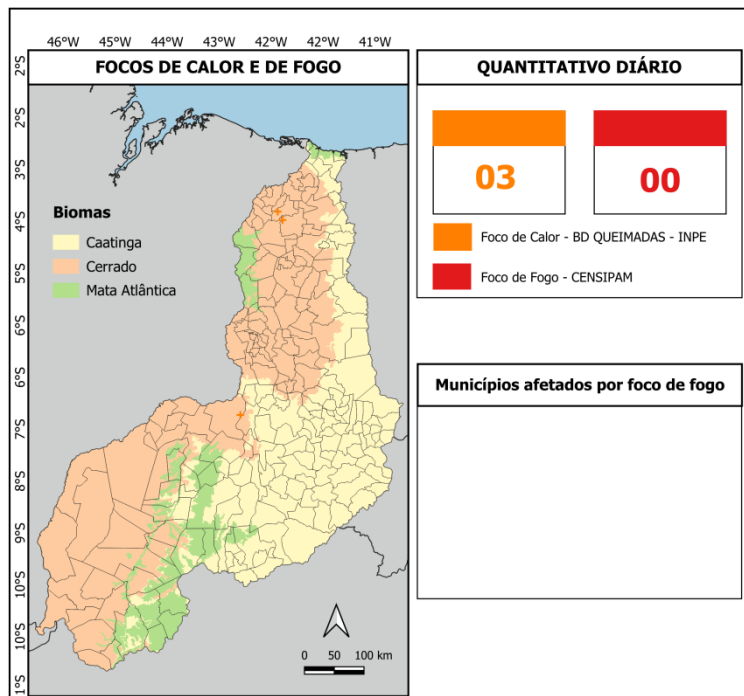 46°W 45°W 44°W 43°W 42°W 42°W 41°W
FOCOS DE CALOR E DE FOGO
2°S
2°S
3°S
4°S
5°S
6°S
6°S
7°S
8°S
9°S
10°S
10°S
1°S
Biomas
Caatinga
Cerrado
Mata Atlântica
0 50 100 km
QUANTITATIVO DIÁRIO
03
00
Foco de Calor - BD QUEIMADAS - INPE
Foco de Fogo - CENSIPAM
Municípios afetados por foco de fogo